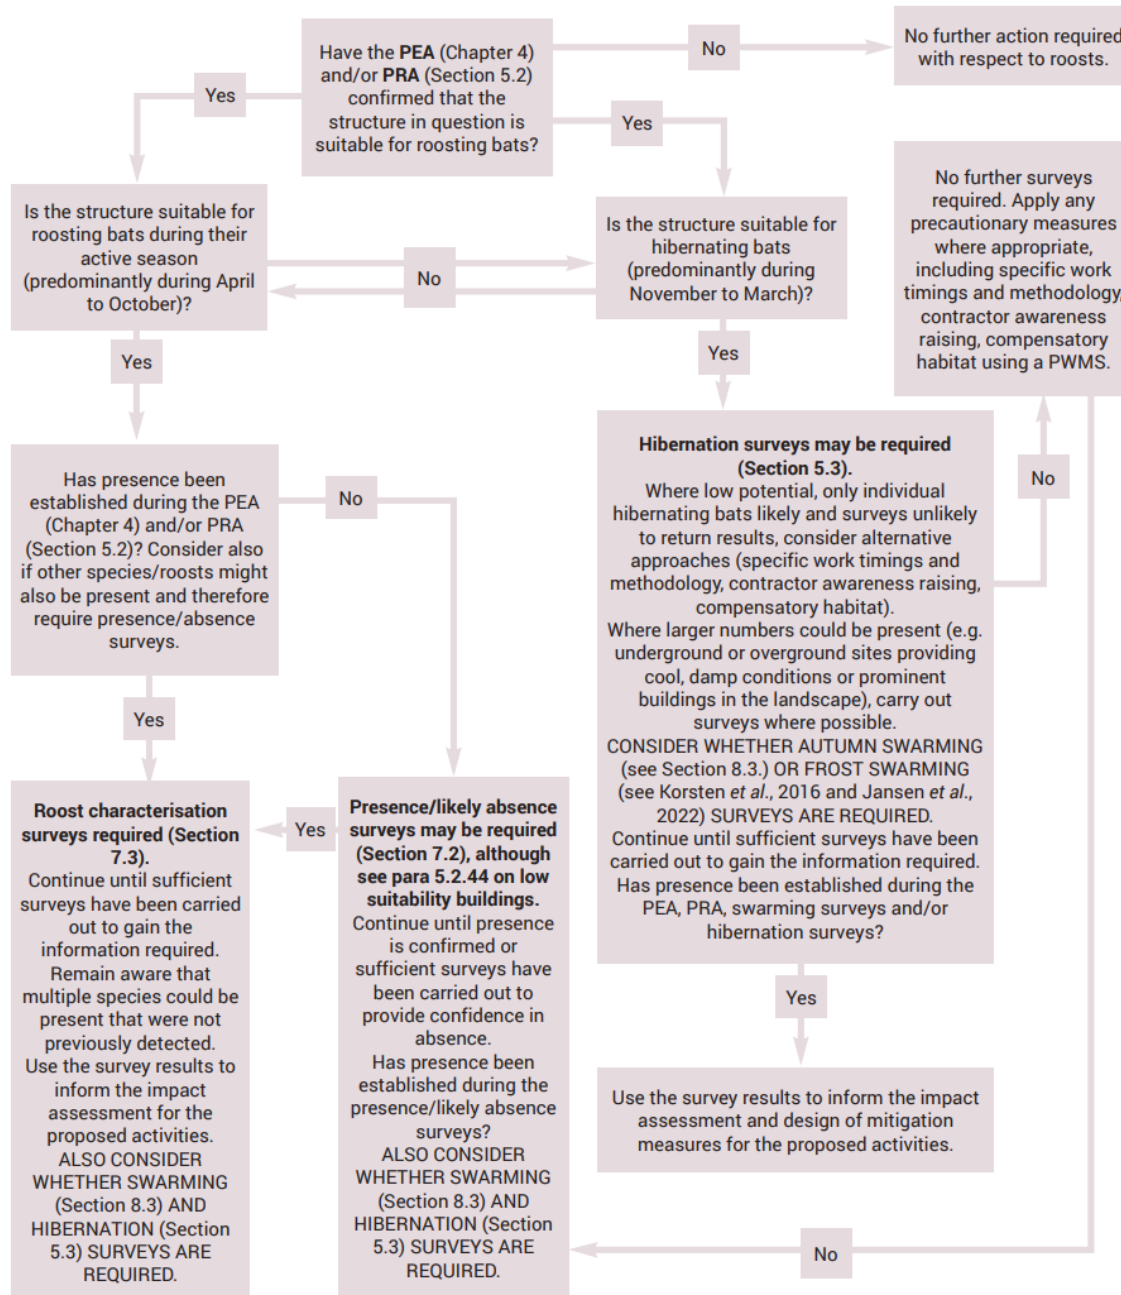 Have the PEA (Chapter 4)
and/or PRA (Section 5.2)
confirmed that the
structure in question is
suitable for roosting bats?
No
No further action required
with respect to roosts.
Yes
Yes
Is the structure suitable for
roosting bats during their
active season
(predominantly during April
to October)?
No
Is the structure suitable for
hibernating bats
(predominantly during
November to March)?
No further surveys
required. Apply any
precautionary measures
where appropriate,
including specific work
timings and methodology,
contractor awareness
raising, compensatory
habitat using a PWMS.
Yes
Yes
Has presence been
established during the PEA
(Chapter 4) and/or PRA
(Section 5.2)? Consider also
if other species/roosts might
also be present and therefore
require presence/absence
surveys.
No
Hibernation surveys may be required
(Section 5.3).
Where low potential, only individual
hibernating bats likely and surveys unlikely
to return results, consider alternative
approaches (specific work timings and
methodology, contractor awareness raising,
compensatory habitat).
Where larger numbers could be present (e.g.
underground or overground sites providing
cool, damp conditions or prominent
buildings in the landscape), carry out
surveys where possible.
CONSIDER WHETHER AUTUMN SWARMING
(see Section 8.3.) OR FROST SWARMING
(see Korsten et al., 2016 and Jansen et al.,
2022) SURVEYS ARE REQUIRED.
Continue until sufficient surveys have been
carried out to gain the information required.
Has presence been established during the
PEA, PRA, swarming surveys and/or
hibernation surveys?
No
Yes
Roost characterisation
surveys required (Section
7.3).
Continue until sufficient
surveys have been carried
out to gain the
information required.
Remain aware that
multiple species could be
present that were not
previously detected.
Use the survey results to
inform the impact
assessment for the
proposed activities.
ALSO CONSIDER
WHETHER SWARMING
(Section 8.3) AND
HIBERNATION (Section
5.3) SURVEYS ARE
REQUIRED.
Yes
Presence/likely absence
surveys may be required
(Section 7.2), although
see para 5.2.44 on low
suitability buildings.
Continue until presence
is confirmed or
sufficient surveys have
been carried out to
provide confidence in
absence.
Has presence been
established during the
presence/likely absence
surveys?
ALSO CONSIDER
WHETHER SWARMING
(Section 8.3) AND
HIBERNATION (Section
5.3) SURVEYS ARE
REQUIRED.
Yes
Use the survey results to inform the impact
assessment and design of mitigation
measures for the proposed activities.
No